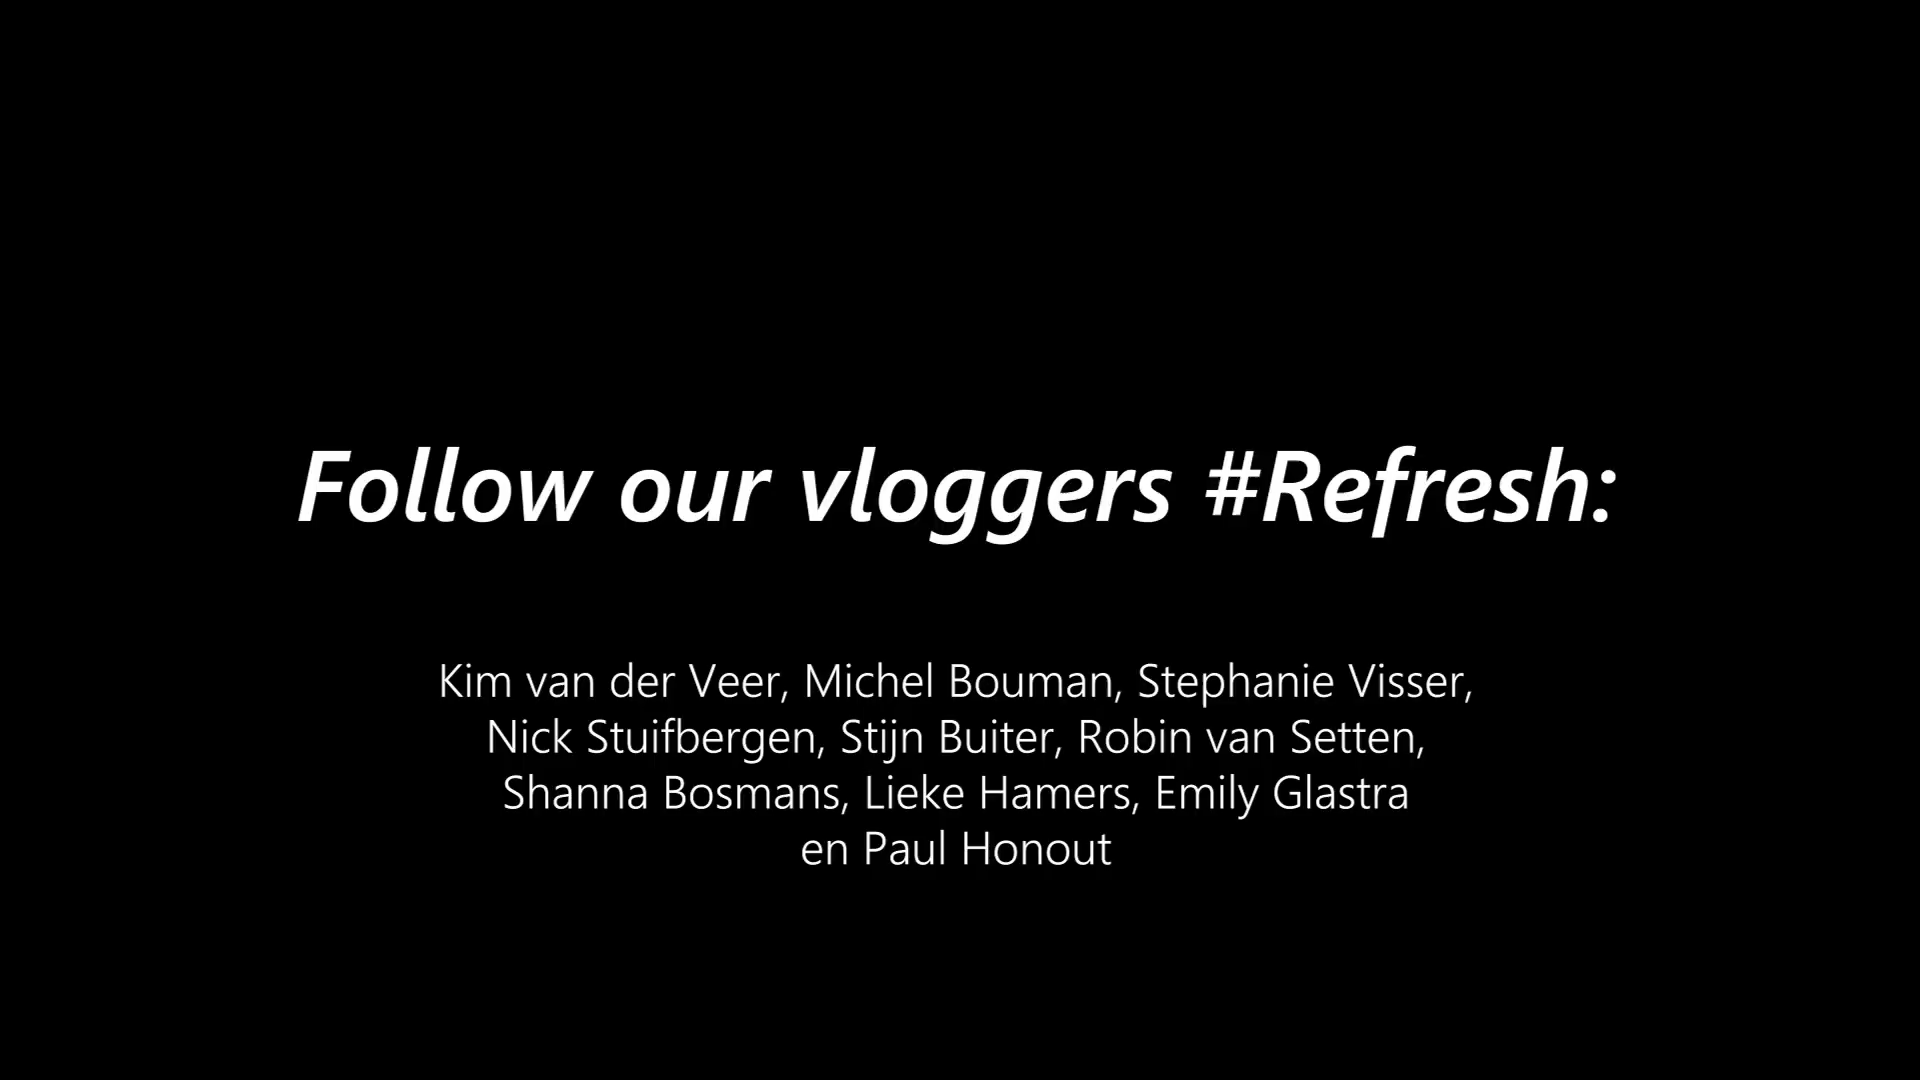 Follow our vloggers #Refresh:
Kim van der Veer, Michel Bouman, Stephanie Visser,
Nick Stuifbergen, Stijn Buiter, Robin van Setten,
Shanna Bosmans, Lieke Hamers, Emily Glastra
en Paul Honout